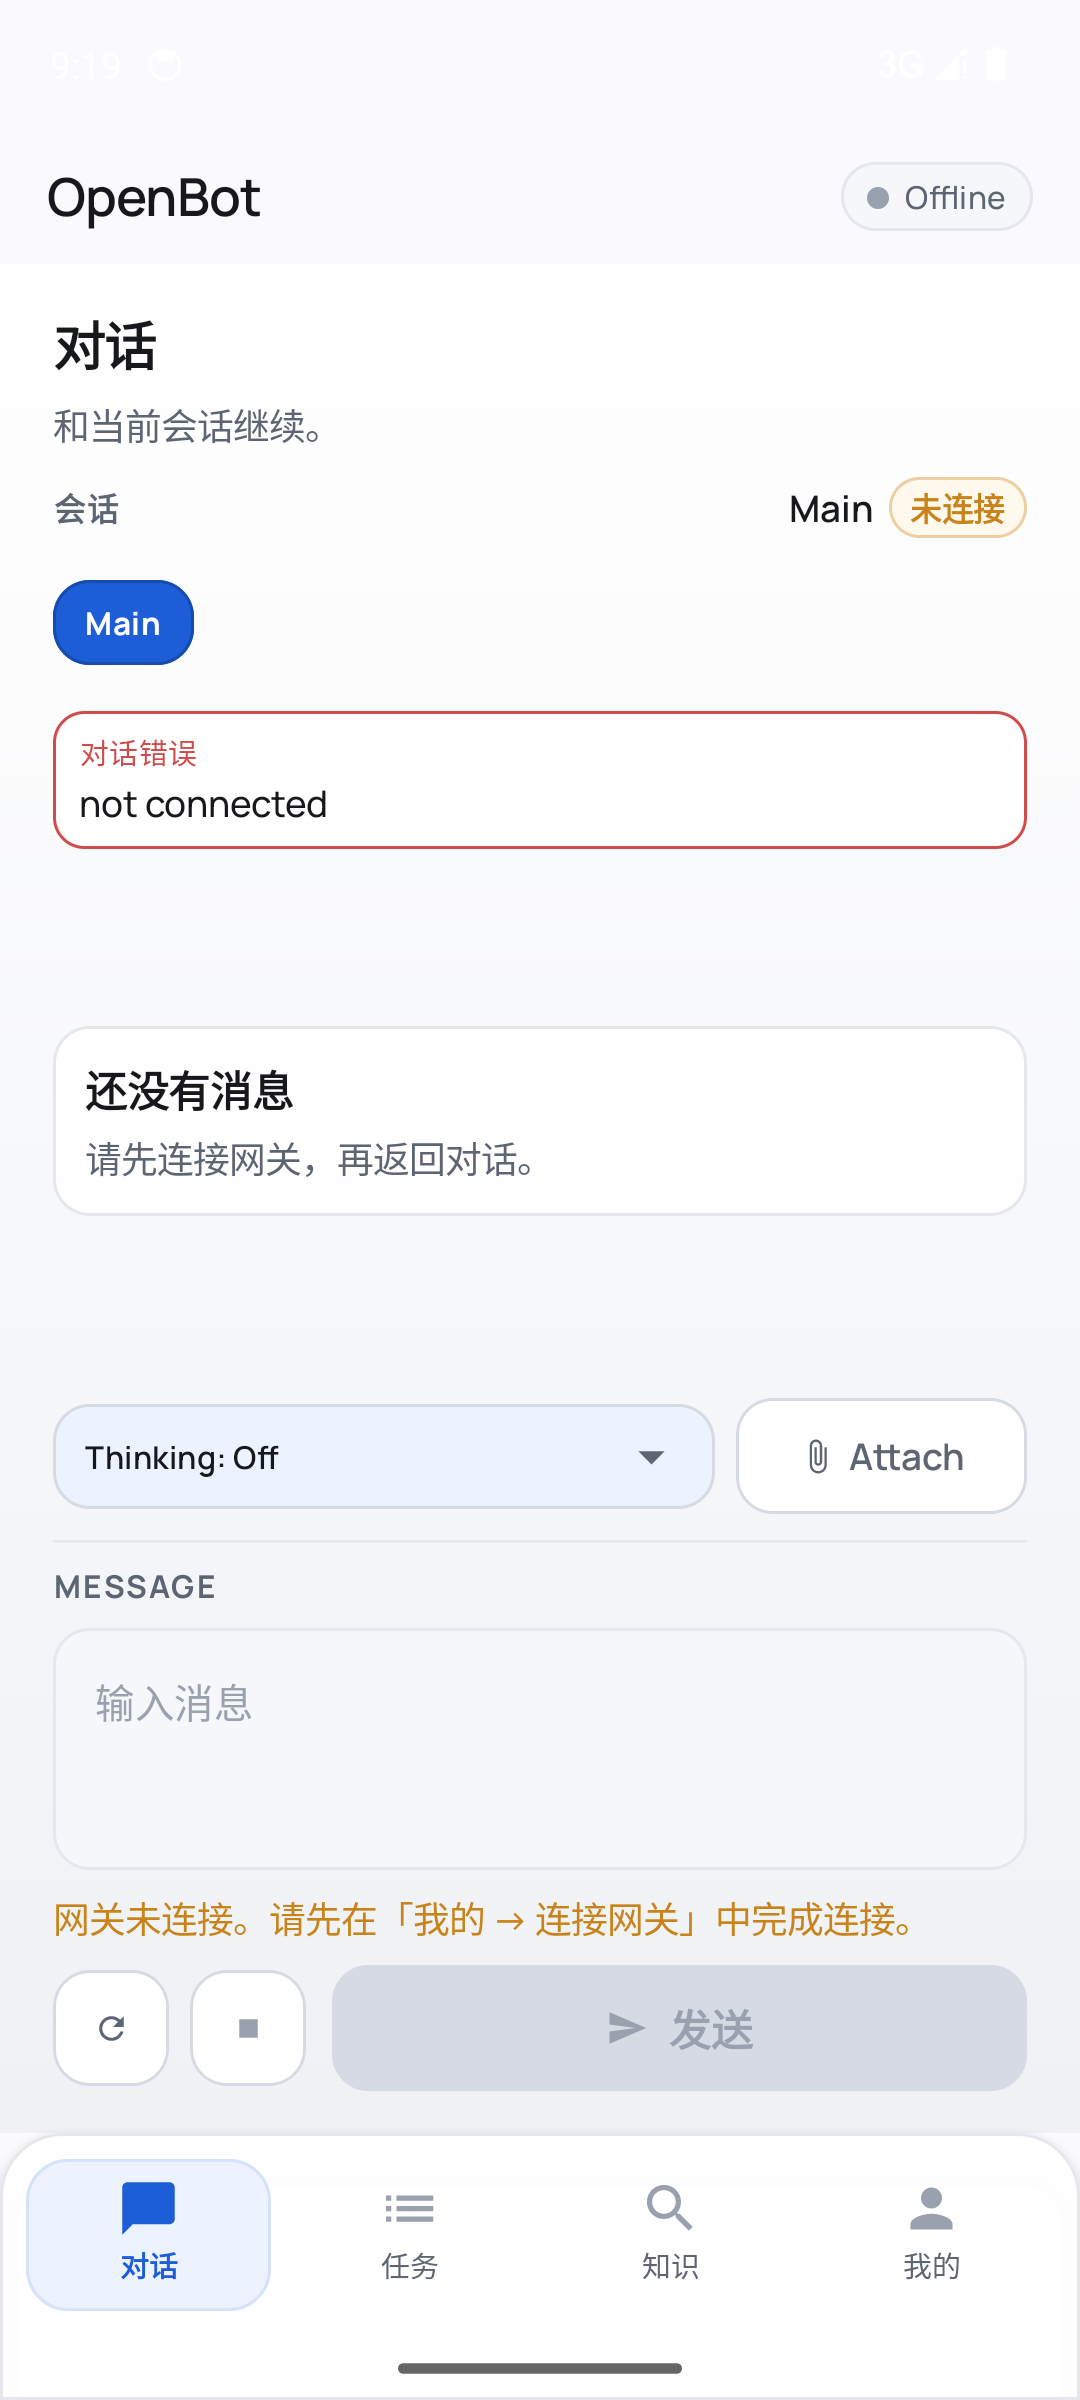 9:19
3G
OpenBot
Offline
对话
和当前会话继续。
会话
Main
未连接
Main
对话错误
not connected
还没有消息
请先连接网关，再返回对话。
Thinking: Off
Attach
MESSAGE
输入消息
网关未连接。请先在「我的 → 连接网关」中完成连接。
发送
对话
任务
知识
我的